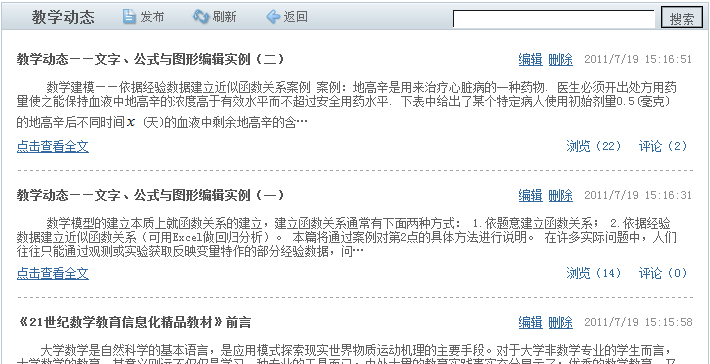 教学动态 发布 刷新 返回 搜索
教学动态－－文字、公式与图形编辑实例（二） 编辑 删除 2011/7/19 15:16:51
数学建模－－依据经验数据建立近似函数关系案例 案例：地高辛是用来治疗心脏病的一种药物. 医生必须开出处方用药
量使之能保持血液中地高辛的浓度高于有效水平而不超过安全用药水平. 下表中给出了某个特定病人使用初始剂量0.5(毫克)
的地高辛后不同时间x (天)的血液中剩余地高辛的含…
点击查看全文 浏览（22） 评论（2）
教学动态－－文字、公式与图形编辑实例（一） 编辑 删除 2011/7/19 15:16:31
数学模型的建立本质上就函数关系的建立，建立函数关系通常有下面两种方式： 1.依题意建立函数关系； 2.依据经验
数据建立近似函数关系（可用Excel做回归分析）。 本篇将通过案例对第2点的具体方法进行说明。 在许多实际问题中，人们
往往只能通过观测或实验获取反映变量特作的部分经验数据，问…
点击查看全文 浏览（14） 评论（0）
《21世纪数学教育信息化精品教材》前言 编辑 删除 2011/7/19 15:15:58
大学数学是自然科学的基本语言，是应用模式探索现实世界物质运动机理的主要手段。对于大学非数学专业的学生而言，